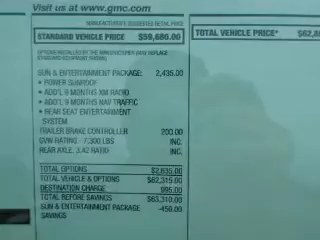 Visit us at www.gmc.com
MANUFACTURER'S SUGGESTED RETAIL PRICE
STANDARD VEHICLE PRICE $59,680.00
TOTAL VEHICLE PRICE* $62,8
OPTIONS INSTALLED BY THE MANUFACTURER (MAY REPLACE
STANDARD EQUIPMENT SHOWN)
SUN & ENTERTAINMENT PACKAGE: 2,435.00
• POWER SUNROOF
• ADD'L 9 MONTHS XM RADIO
• ADD'L 9 MONTHS NAV TRAFFIC
• REAR SEAT ENTERTAINMENT
SYSTEM
TRAILER BRAKE CONTROLLER 200.00
GVW RATING - 7,300 LBS INC.
REAR AXLE, 3.42 RATIO INC.
TOTAL OPTIONS $2,635.00
TOTAL VEHICLE & OPTIONS $62,315.00
DESTINATION CHARGE 995.00
TOTAL BEFORE SAVINGS $63,310.00
SUN & ENTERTAINMENT PACKAGE -450.00
SAVINGS